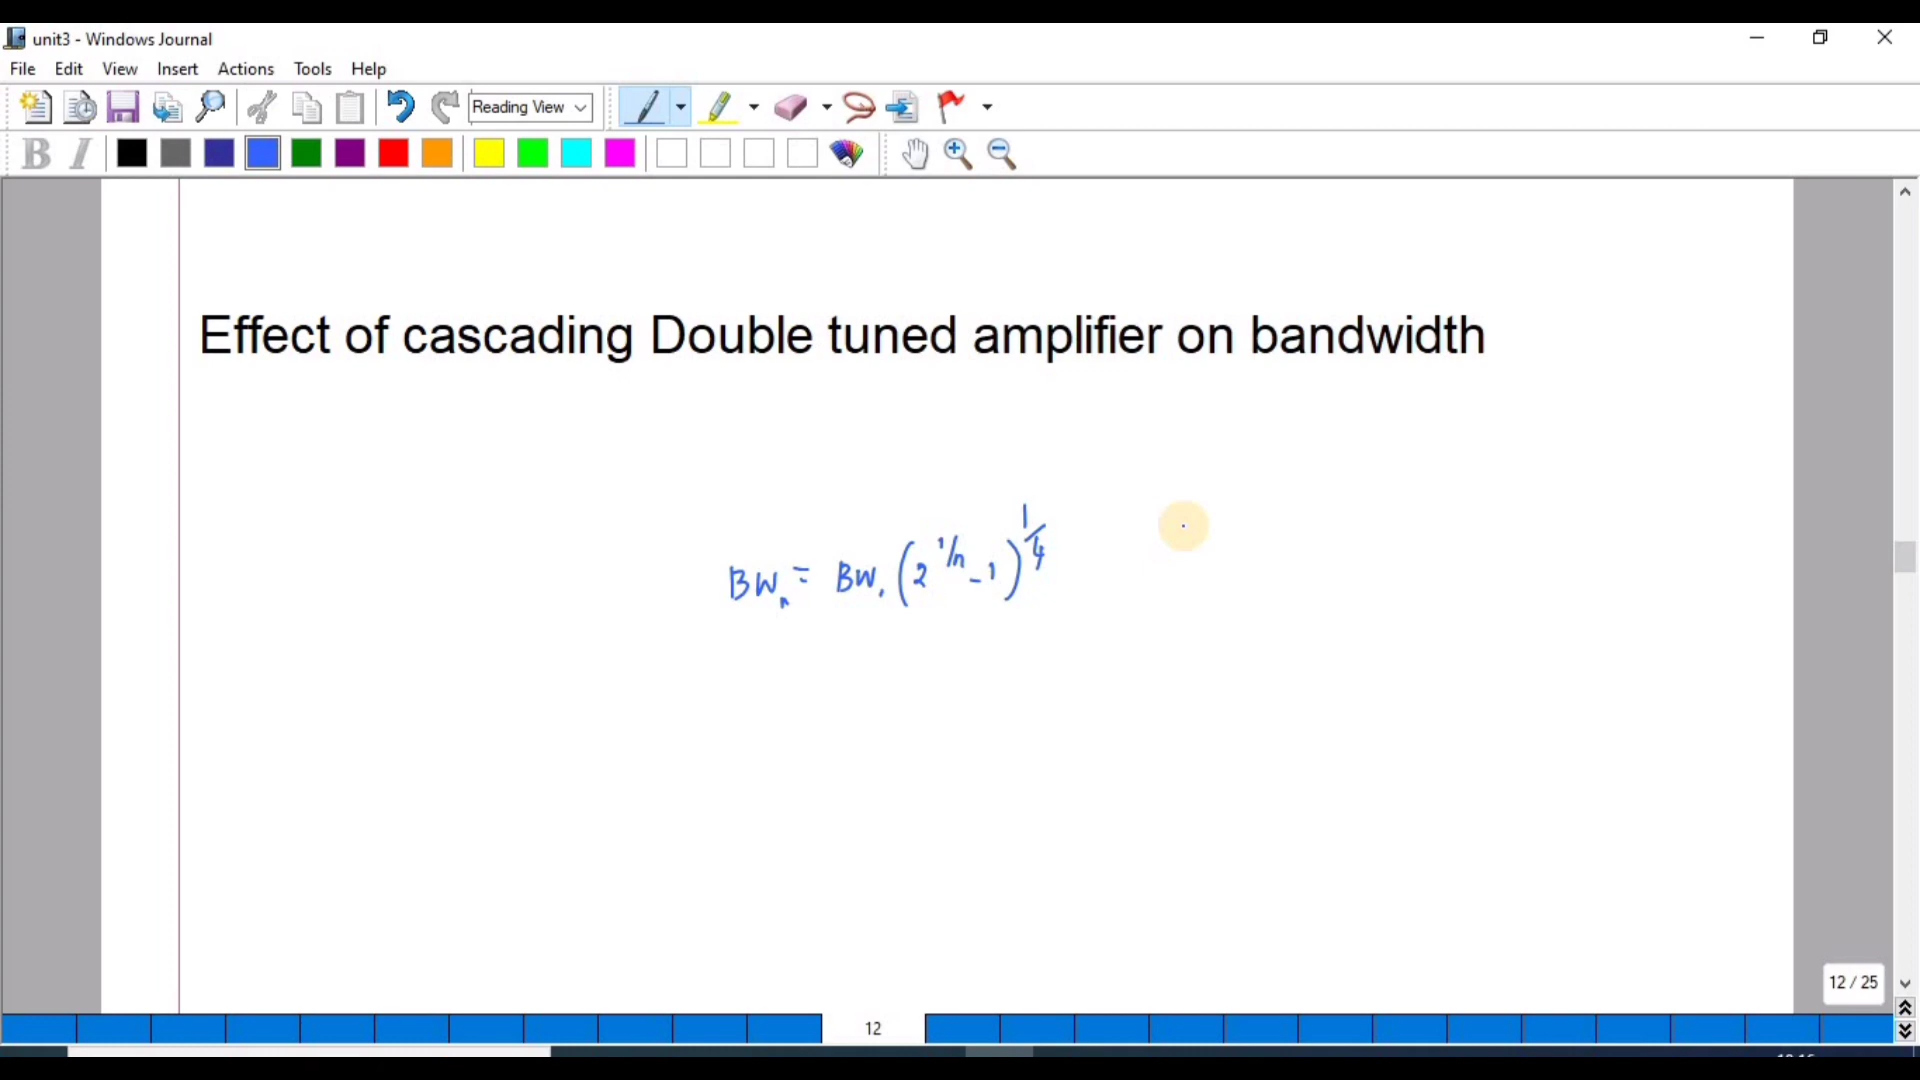 unit3 - Windows Journal
File Edit View Insert Actions Tools Help
Reading View
B I
Effect of cascading Double tuned amplifier on bandwidth
BWₙ = BW₁ (2^{1/n} - 1)^{1/4}
12 / 25
12